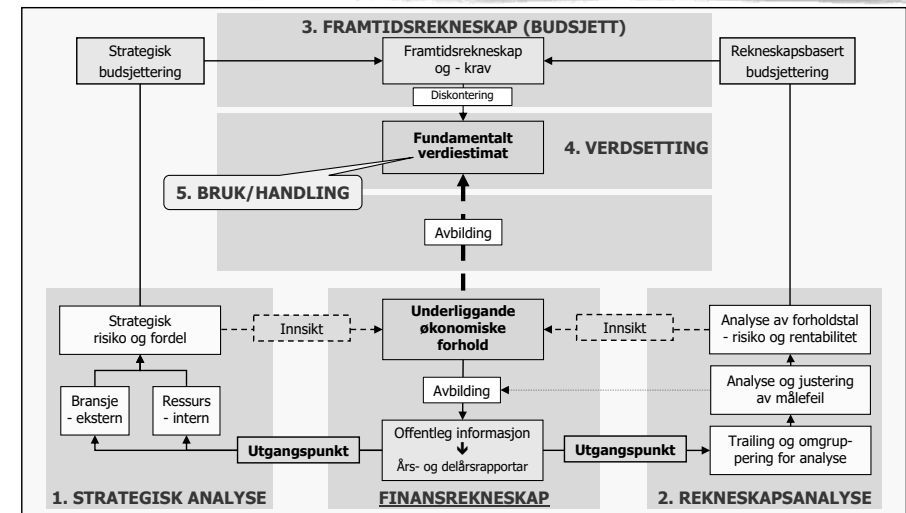 3. FRAMTIDSREKNESKAP (BUDSJETT)
Strategisk
budsjettering
Framtidsrekneskap
og - krav
Rekneskapsbasert
budsjettering
Diskontering
Fundamentalt
verdiestimat
4. VERDSETTING
5. BRUK/HANDLING
Avbilding
Strategisk
risiko og fordel
Innsikt
Underliggande
økonomiske
forhold
Innsikt
Analyse av forholdstal
- risiko og rentabilitet
Bransje
- ekstern
Ressurs
- intern
Avbilding
Analyse og justering
av målefeil
Utgangspunkt
Offentleg informasjon
Års- og delårsrapportar
Utgangspunkt
Trailing og omgrup-
pering for analyse
1. STRATEGISK ANALYSE
FINANSREKNESKAP
2. REKNESKAPSANALYSE